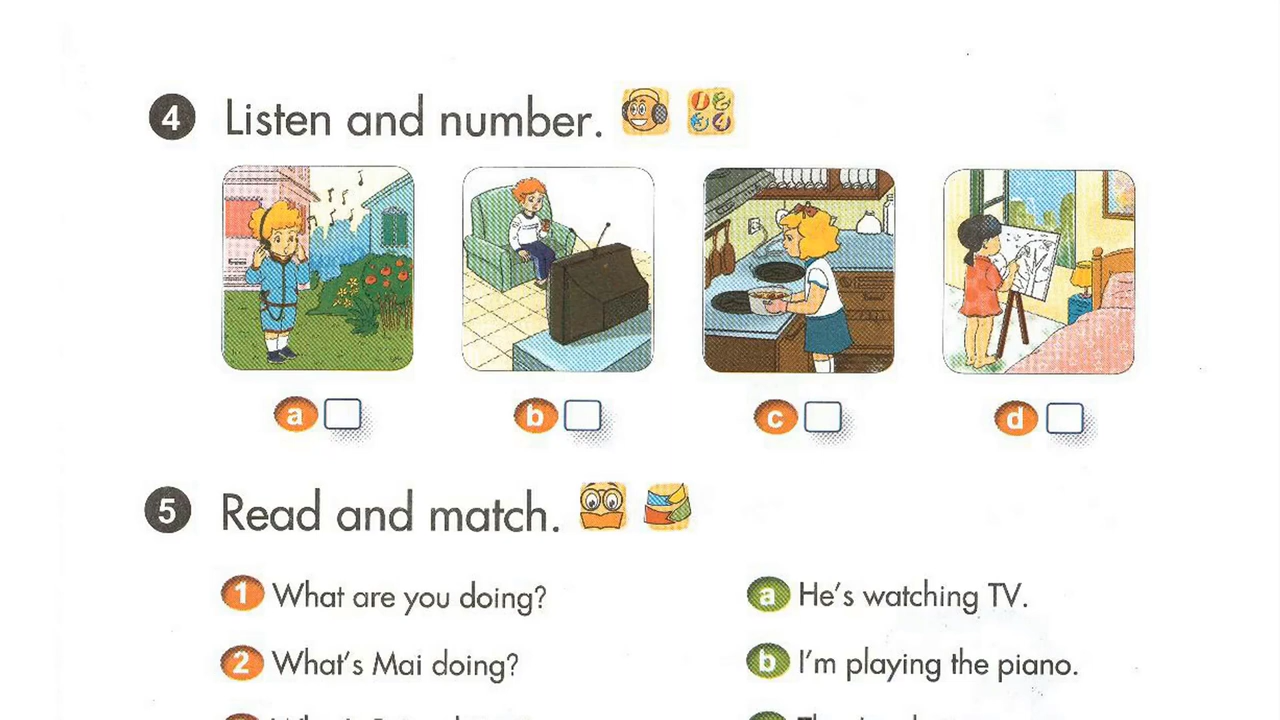 4 Listen and number.
a b c d
5 Read and match.
1 What are you doing? a He's watching TV.
2 What's Mai doing? b I'm playing the piano.